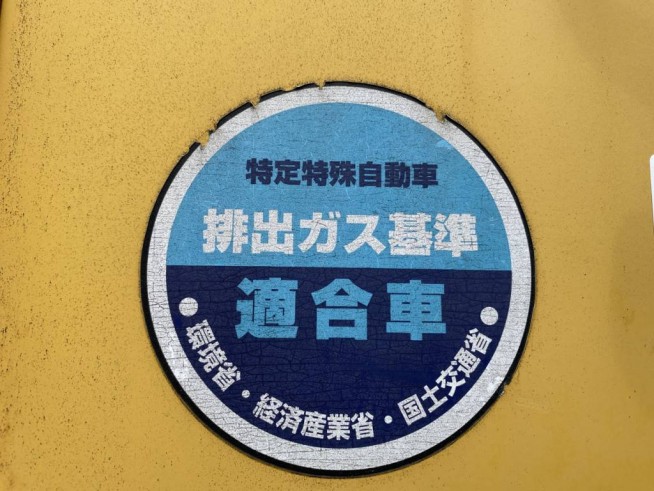 特定特殊自動車
排出ガス基準
適合車
●環境省・経済産業省・国土交通省●